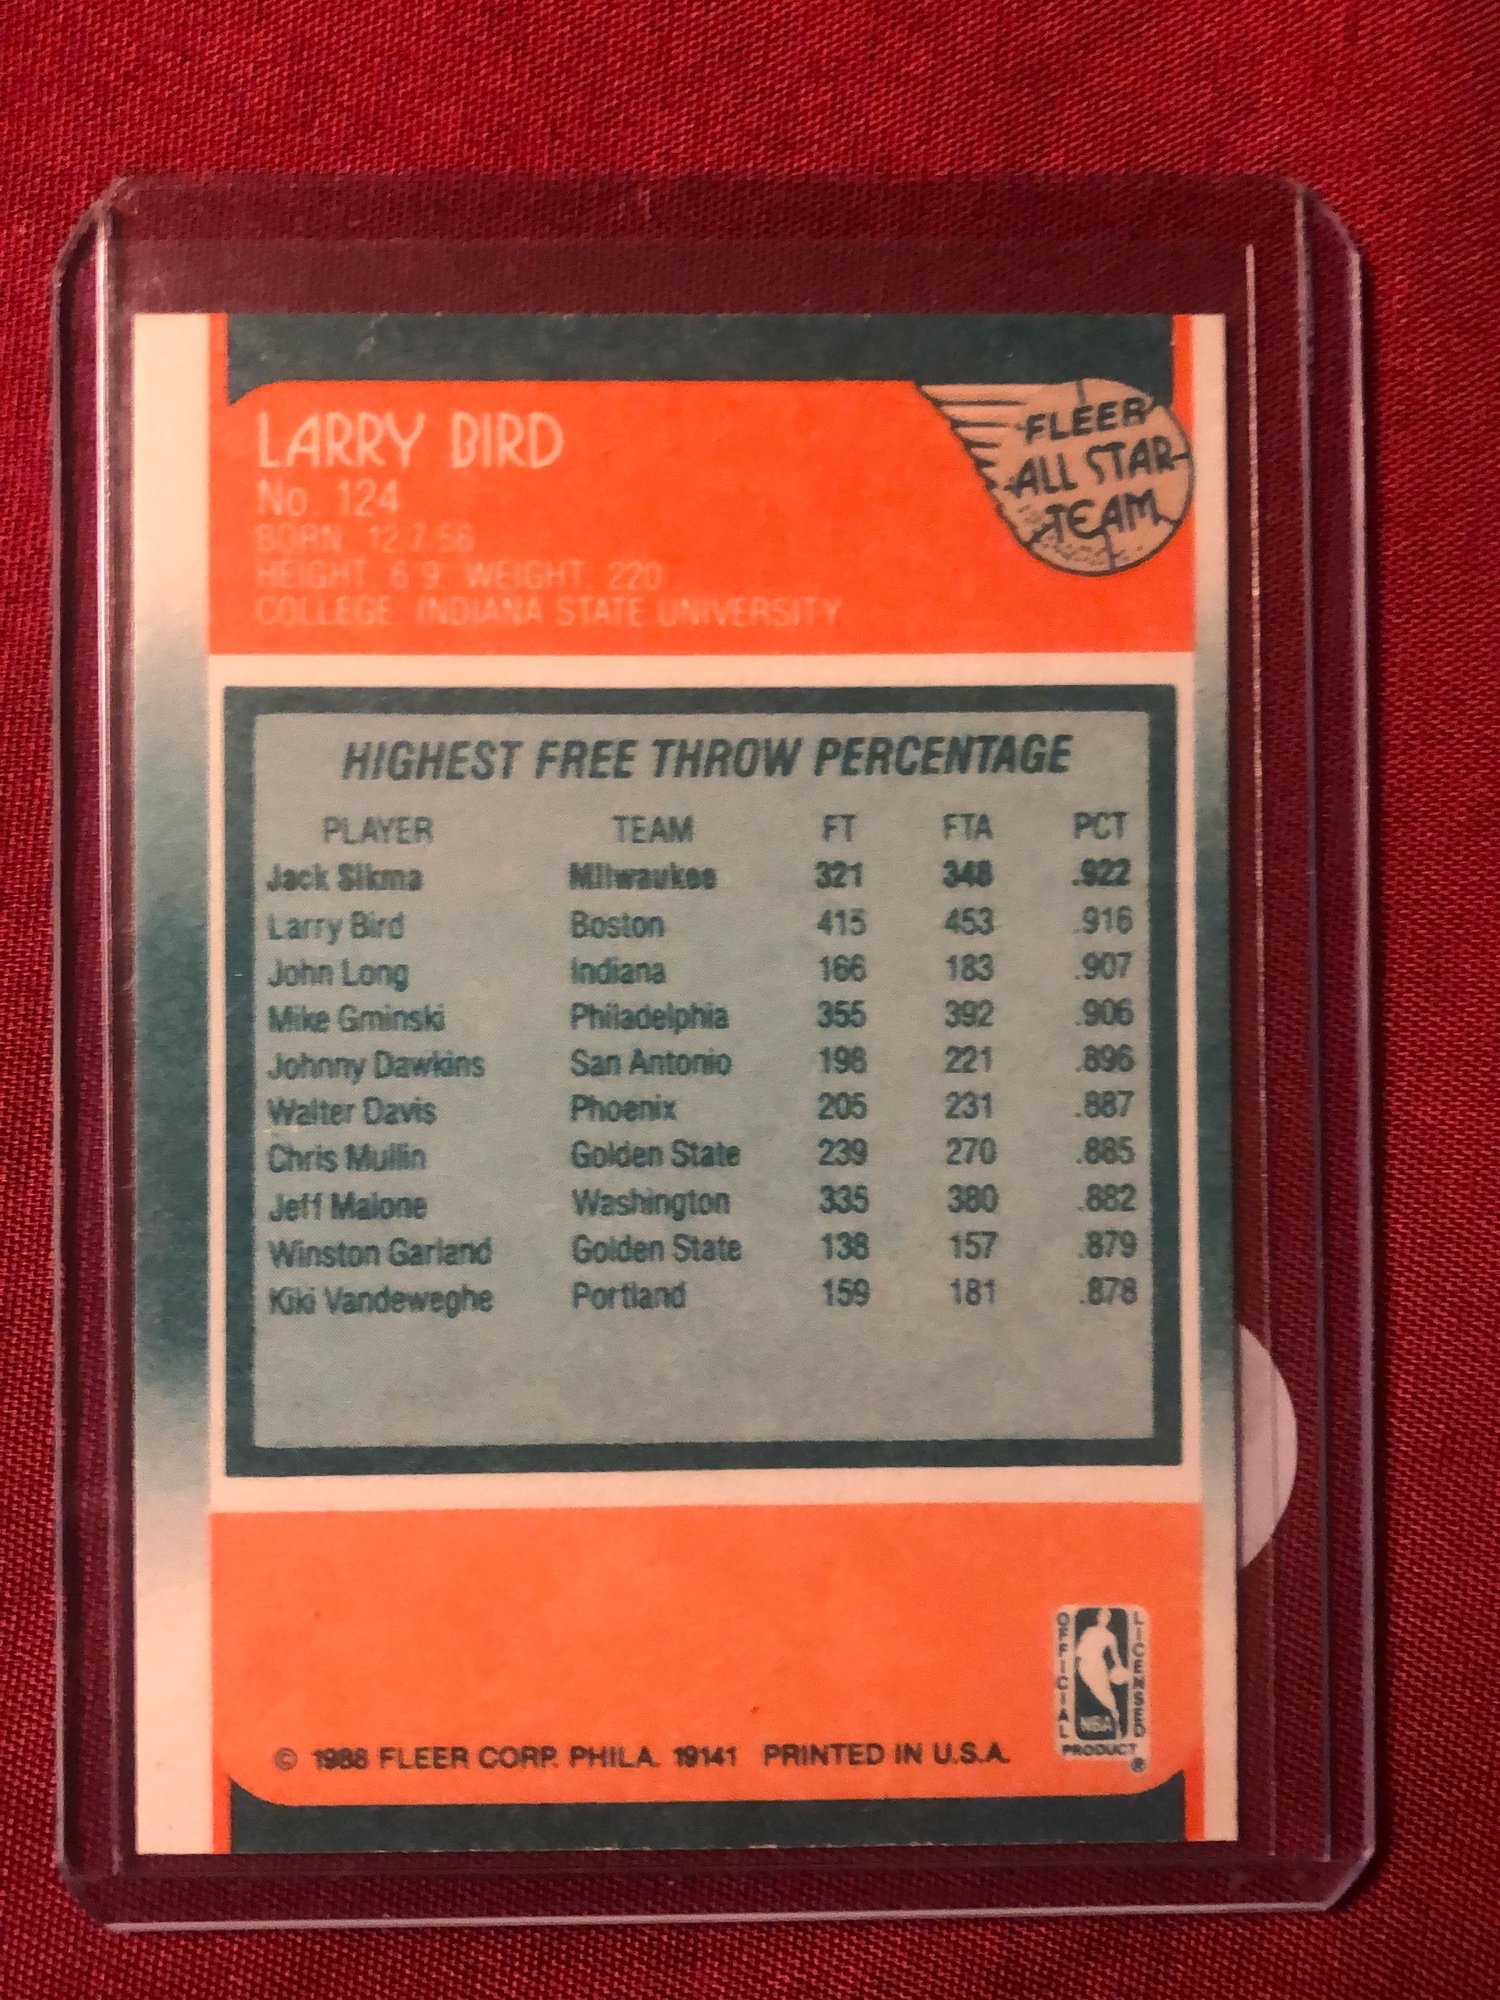 LARRY BIRD
No. 124
BORN: 12.7.56
HEIGHT: 6'9" WEIGHT: 220
COLLEGE: INDIANA STATE UNIVERSITY
FLEER
ALL STAR
TEAM
HIGHEST FREE THROW PERCENTAGE
PLAYER TEAM FT FTA PCT
Jack Sikma Milwaukee 321 348 .922
Larry Bird Boston 415 453 .916
John Long Indiana 166 183 .907
Mike Gminski Philadelphia 355 392 .906
Johnny Dawkins San Antonio 198 221 .896
Walter Davis Phoenix 205 231 .887
Chris Mullin Golden State 239 270 .885
Jeff Malone Washington 335 380 .882
Winston Garland Golden State 138 157 .879
Kiki Vandeweghe Portland 159 181 .878
© 1988 FLEER CORP. PHILA. 19141 PRINTED IN U.S.A.
OFFICIAL
NBA
LICENSED
PRODUCT
®